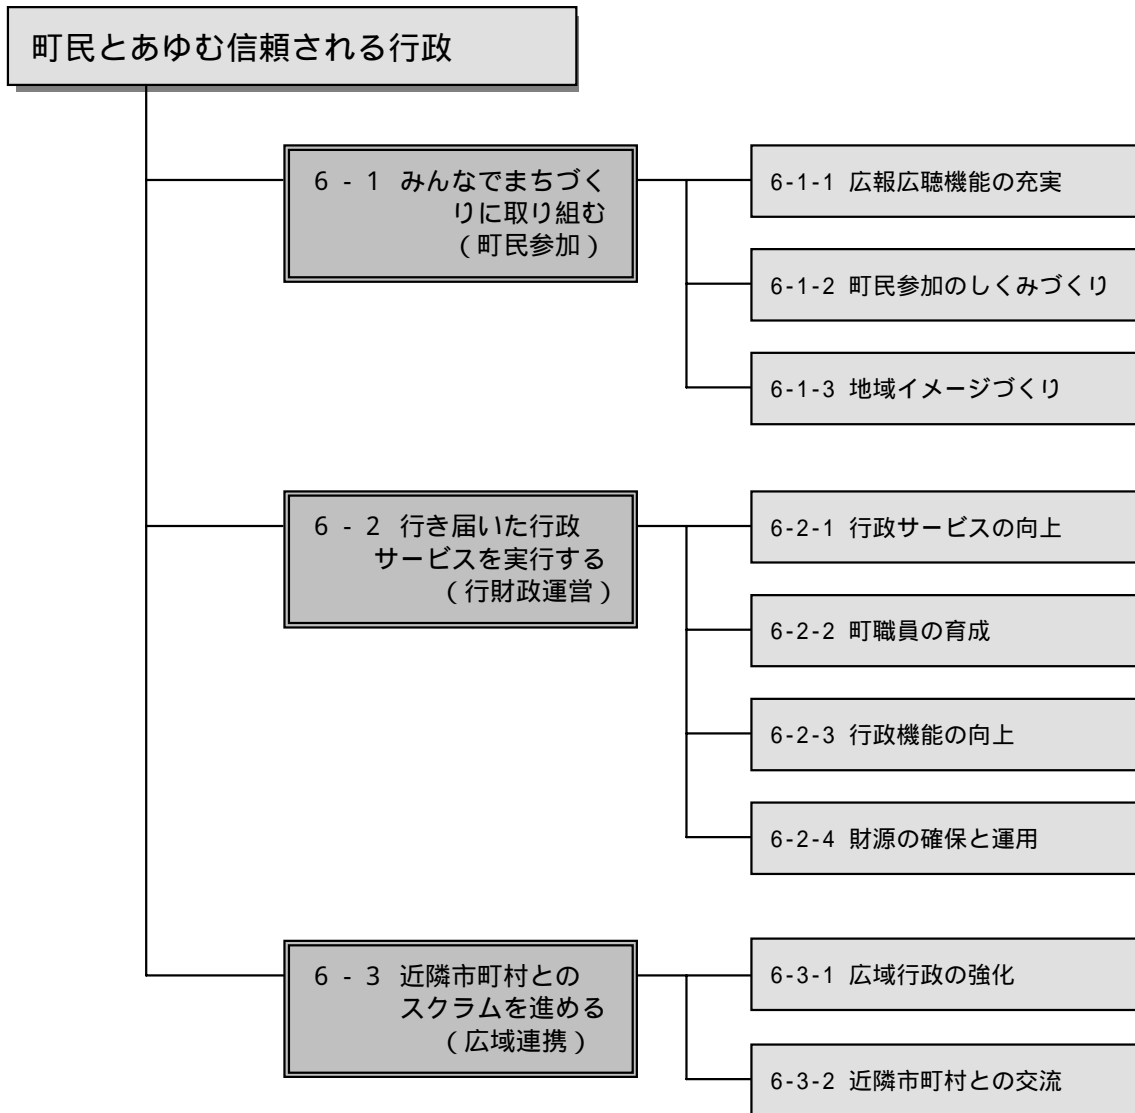 町民とあゆむ信頼される行政
6 - 1 みんなでまちづく
りに取り組む
(町民参加)
6-1-1 広報広聴機能の充実
6-1-2 町民参加のしくみづくり
6-1-3 地域イメージづくり
6 - 2 行き届いた行政
サービスを実行する
(行財政運営)
6-2-1 行政サービスの向上
6-2-2 町職員の育成
6-2-3 行政機能の向上
6-2-4 財源の確保と運用
6 - 3 近隣市町村との
スクラムを進める
(広域連携)
6-3-1 広域行政の強化
6-3-2 近隣市町村との交流